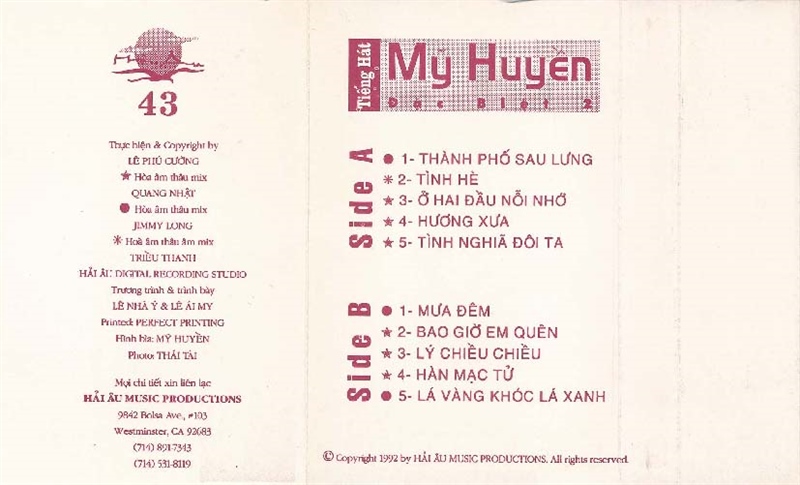 Hải Âu
43
Thực hiện & Copyright by
LÊ PHÚ CƯỜNG
★ Hòa âm thâu mix
QUANG NHẬT
● Hòa âm thâu mix
JIMMY LONG
✳ Hoà âm thâu âm mix
TRIỀU THANH
HẢI ÂU DIGITAL RECORDING STUDIO
Trương trình & trình bày
LÊ NHÃ Ý & LÊ ÁI MY
Printed: PERFECT PRINTING
Hình bìa: MỸ HUYỀN
Photo: THÁI TÀI
Mọi chi tiết xin liên lạc
HẢI ÂU MUSIC PRODUCTIONS
9842 Bolsa Ave., #103
Westminster, CA 92683
(714) 891-7343
(714) 531-8119
Tiếng Hát
Mỹ Huyền
Đặc Biệt 2
Side A
● 1- THÀNH PHỐ SAU LƯNG
✳ 2- TÌNH HÈ
★ 3- Ở HAI ĐẦU NỖI NHỚ
★ 4- HƯƠNG XƯA
★ 5- TÌNH NGHIÃ ĐÔI TA
Side B
● 1- MƯA ĐÊM
★ 2- BAO GIỜ EM QUÊN
★ 3- LÝ CHIỀU CHIỀU
★ 4- HÀN MẠC TỬ
● 5- LÁ VÀNG KHÓC LÁ XANH
© Copyright 1992 by HẢI ÂU MUSIC PRODUCTIONS. All rights reserved.